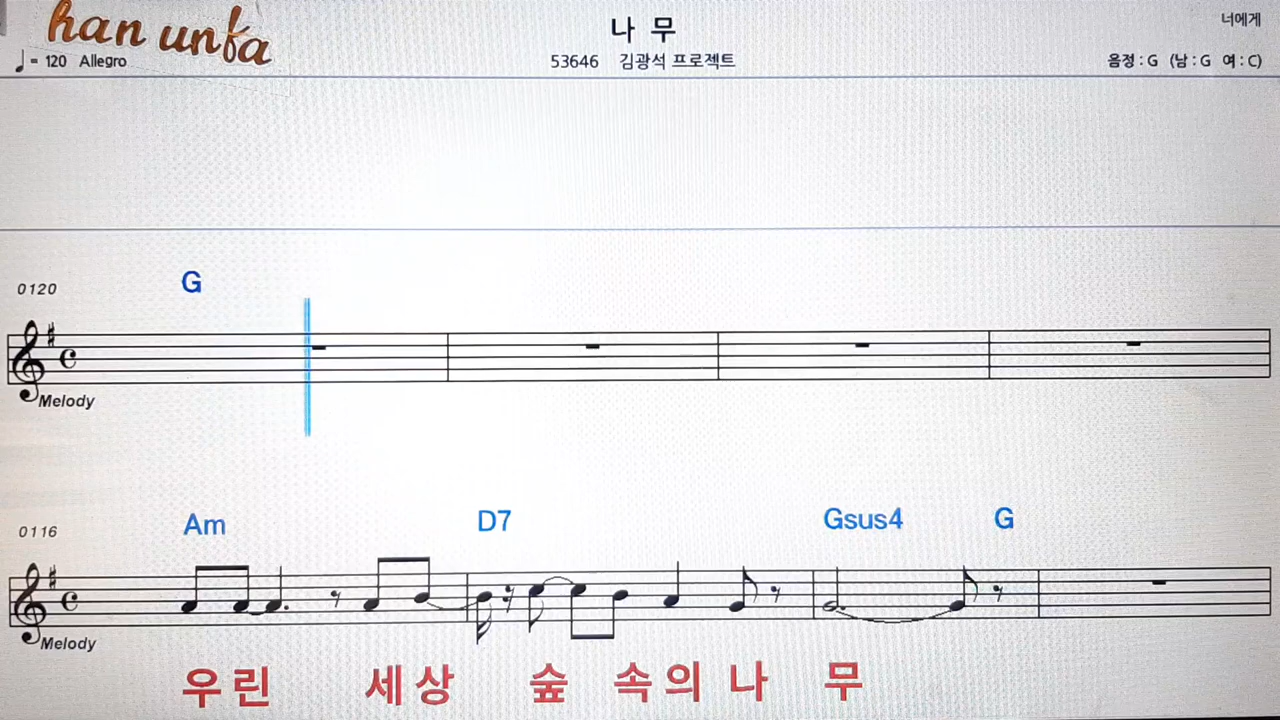 han unfa
나 무
너에게
♩= 120 Allegro
53646 김광석 프로젝트
음정 : G (남 : G 여 : C)
0120
G
Melody
0116
Am D7 Gsus4 G
Melody
우린 세상 숲 속의 나 무